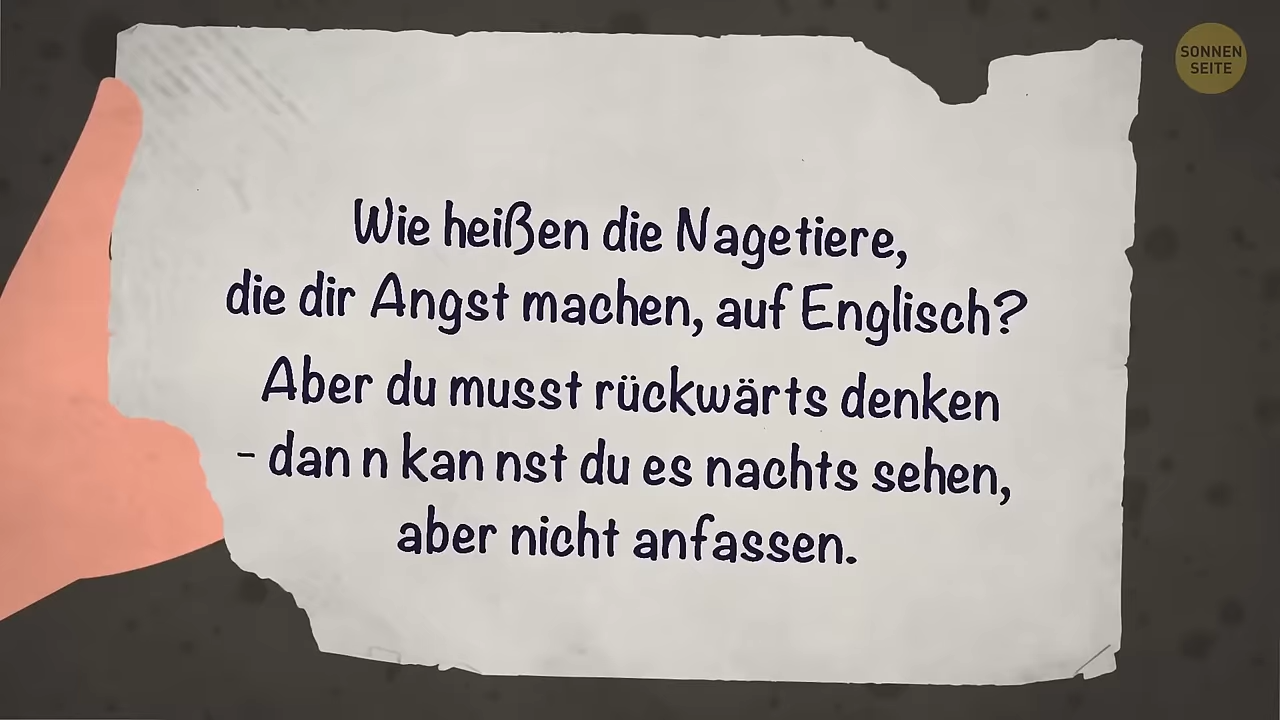 SONNEN
SEITE
Wie heißen die Nagetiere,
die dir Angst machen, auf Englisch?
Aber du musst rückwärts denken
- dan n kan nst du es nachts sehen,
aber nicht anfassen.